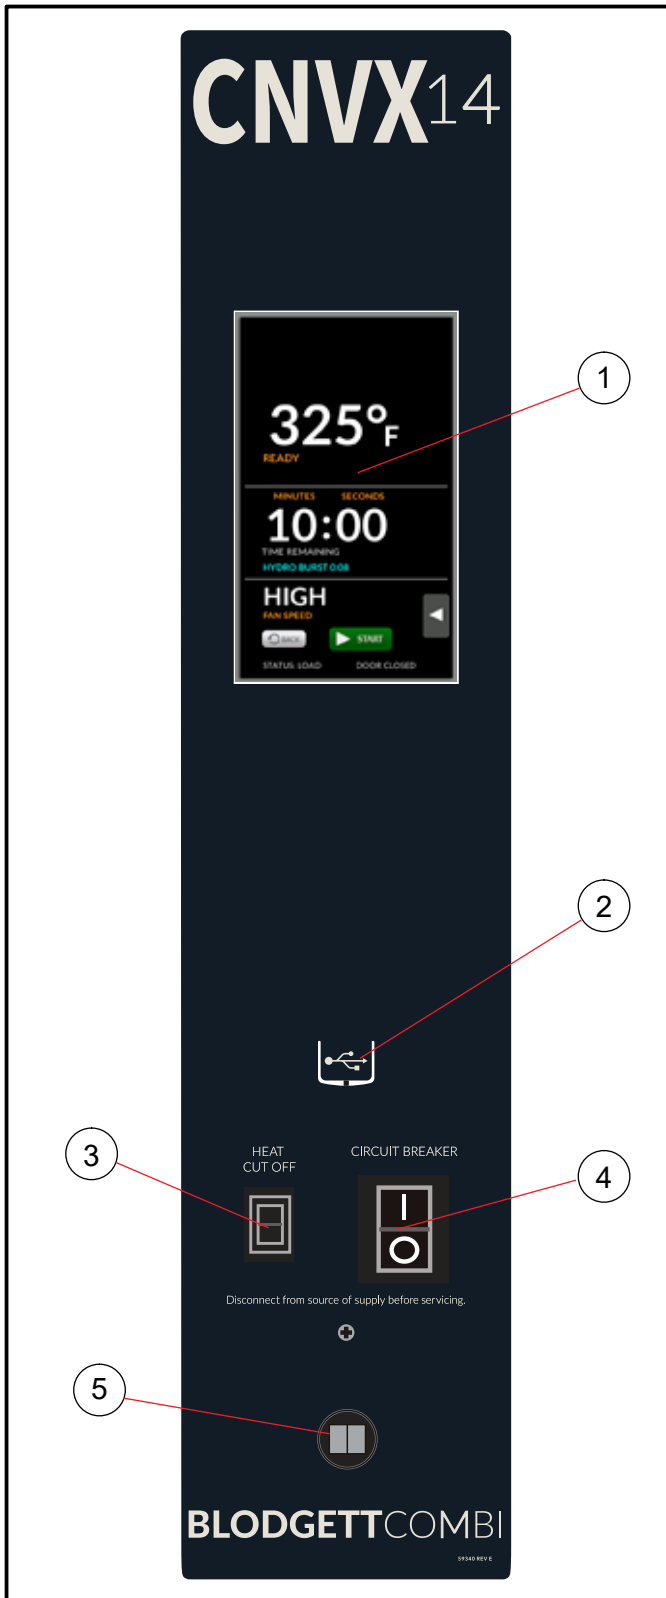 CNVX14
1
325°F
READY
MINUTES SECONDS
10:00
TIME REMAINING
HYDRO BURST 0:08
HIGH
FAN SPEED
BACK START
STATUS: LOAD DOOR CLOSED
2
HEAT
CUT OFF
CIRCUIT BREAKER
3
4
I
O
Disconnect from source of supply before servicing.
5
BLODGETTCOMBI
59340 REV E